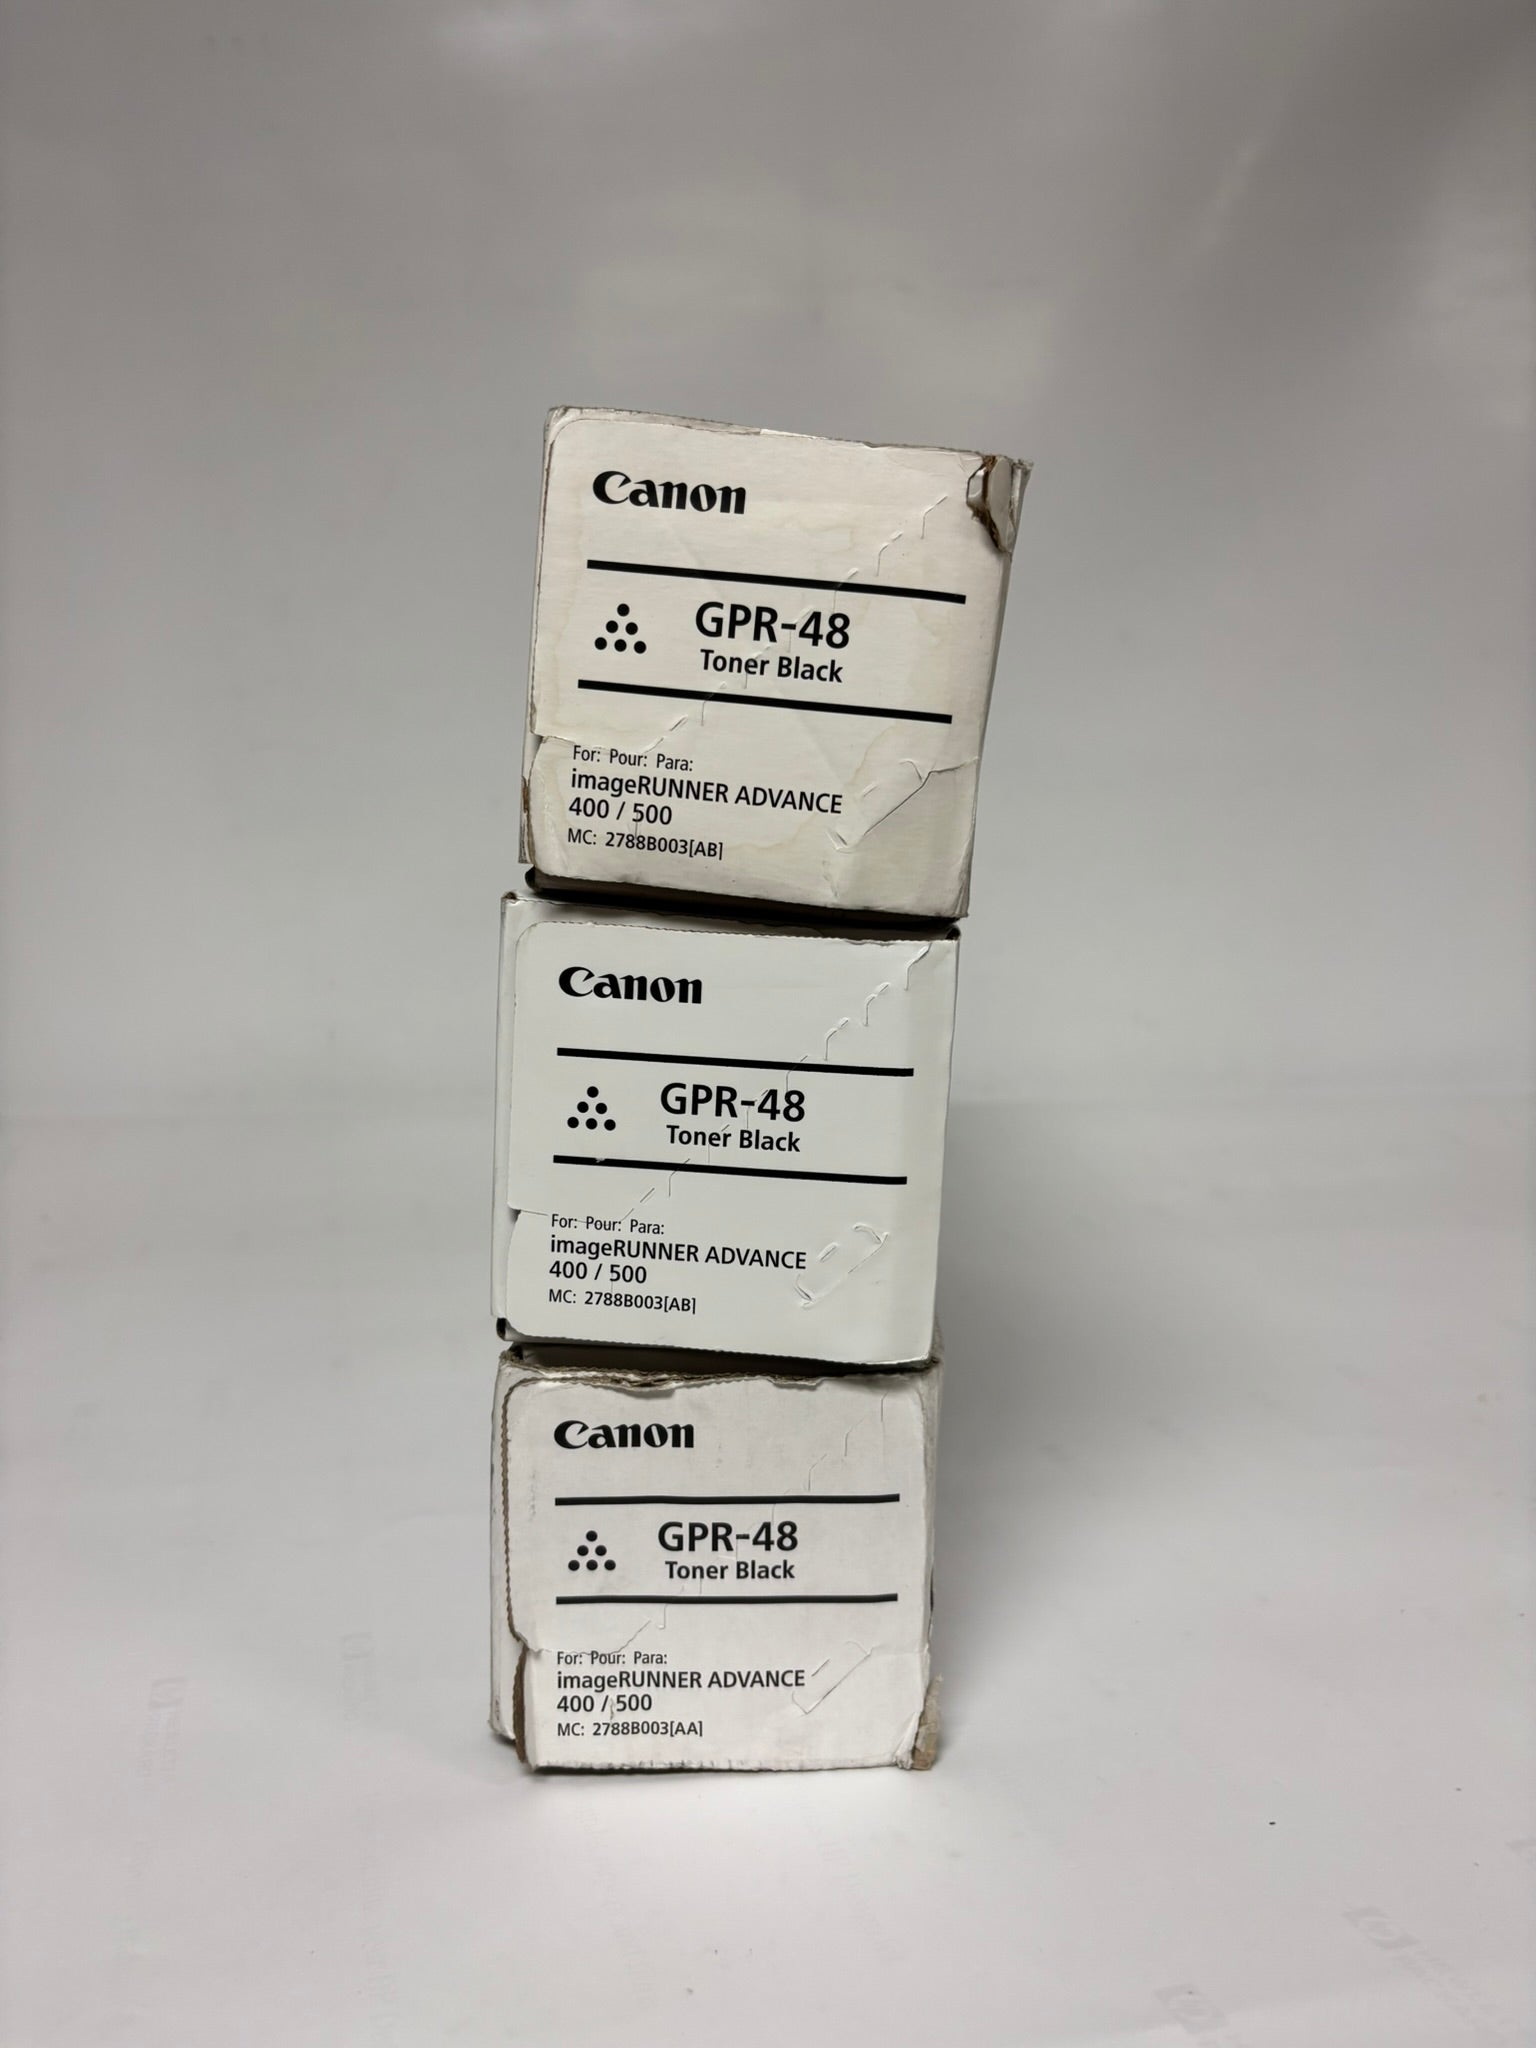 Canon
GPR-48
Toner Black
For: Pour: Para:
imageRUNNER ADVANCE
400 / 500
MC: 2788B003[AB]
Canon
GPR-48
Toner Black
For: Pour: Para:
imageRUNNER ADVANCE
400 / 500
MC: 2788B003[AB]
Canon
GPR-48
Toner Black
For: Pour: Para:
imageRUNNER ADVANCE
400 / 500
MC: 2788B003[AA]